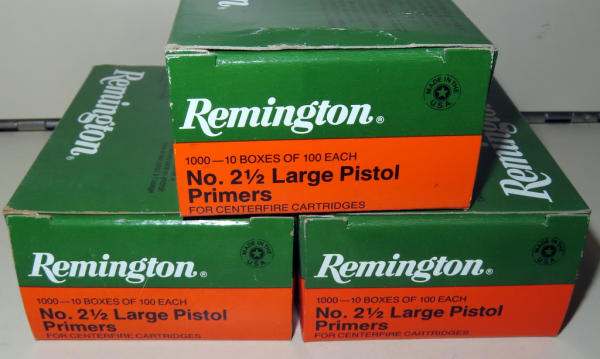 Remington®
MADE IN THE
USA
1000—10 BOXES OF 100 EACH
No. 2½ Large Pistol
Primers
FOR CENTERFIRE CARTRIDGES
Remington®
Remington
Remington®
MADE IN THE
USA
1000—10 BOXES OF 100 EACH
No. 2½ Large Pistol
Primers
FOR CENTERFIRE CARTRIDGES
Remington®
MADE IN THE
USA
1000—10 BOXES OF 100 EACH
No. 2½ Large Pistol
Primers
FOR CENTERFIRE CARTRIDGES